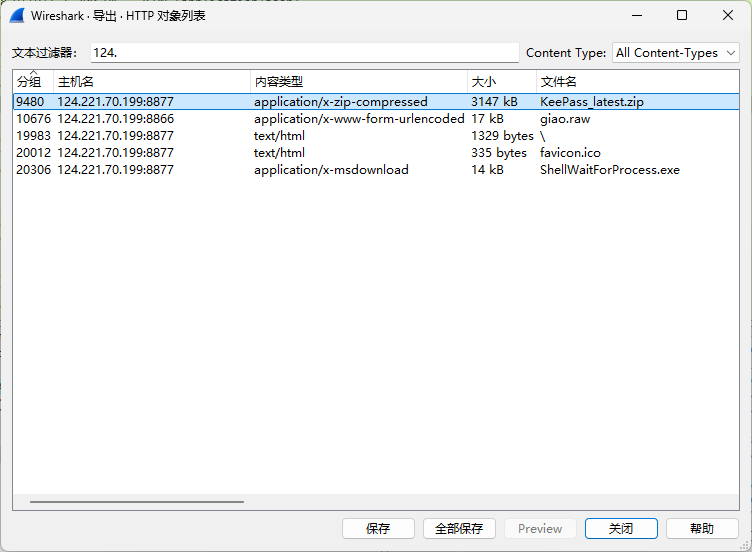 Wireshark · 导出 · HTTP 对象列表
文本过滤器: 124. Content Type: All Content-Types
分组 主机名 内容类型 大小 文件名
9480 124.221.70.199:8877 application/x-zip-compressed 3147 kB KeePass_latest.zip
10676 124.221.70.199:8866 application/x-www-form-urlencoded 17 kB giao.raw
19983 124.221.70.199:8877 text/html 1329 bytes \
20012 124.221.70.199:8877 text/html 335 bytes favicon.ico
20306 124.221.70.199:8877 application/x-msdownload 14 kB ShellWaitForProcess.exe
保存 全部保存 Preview 关闭 帮助